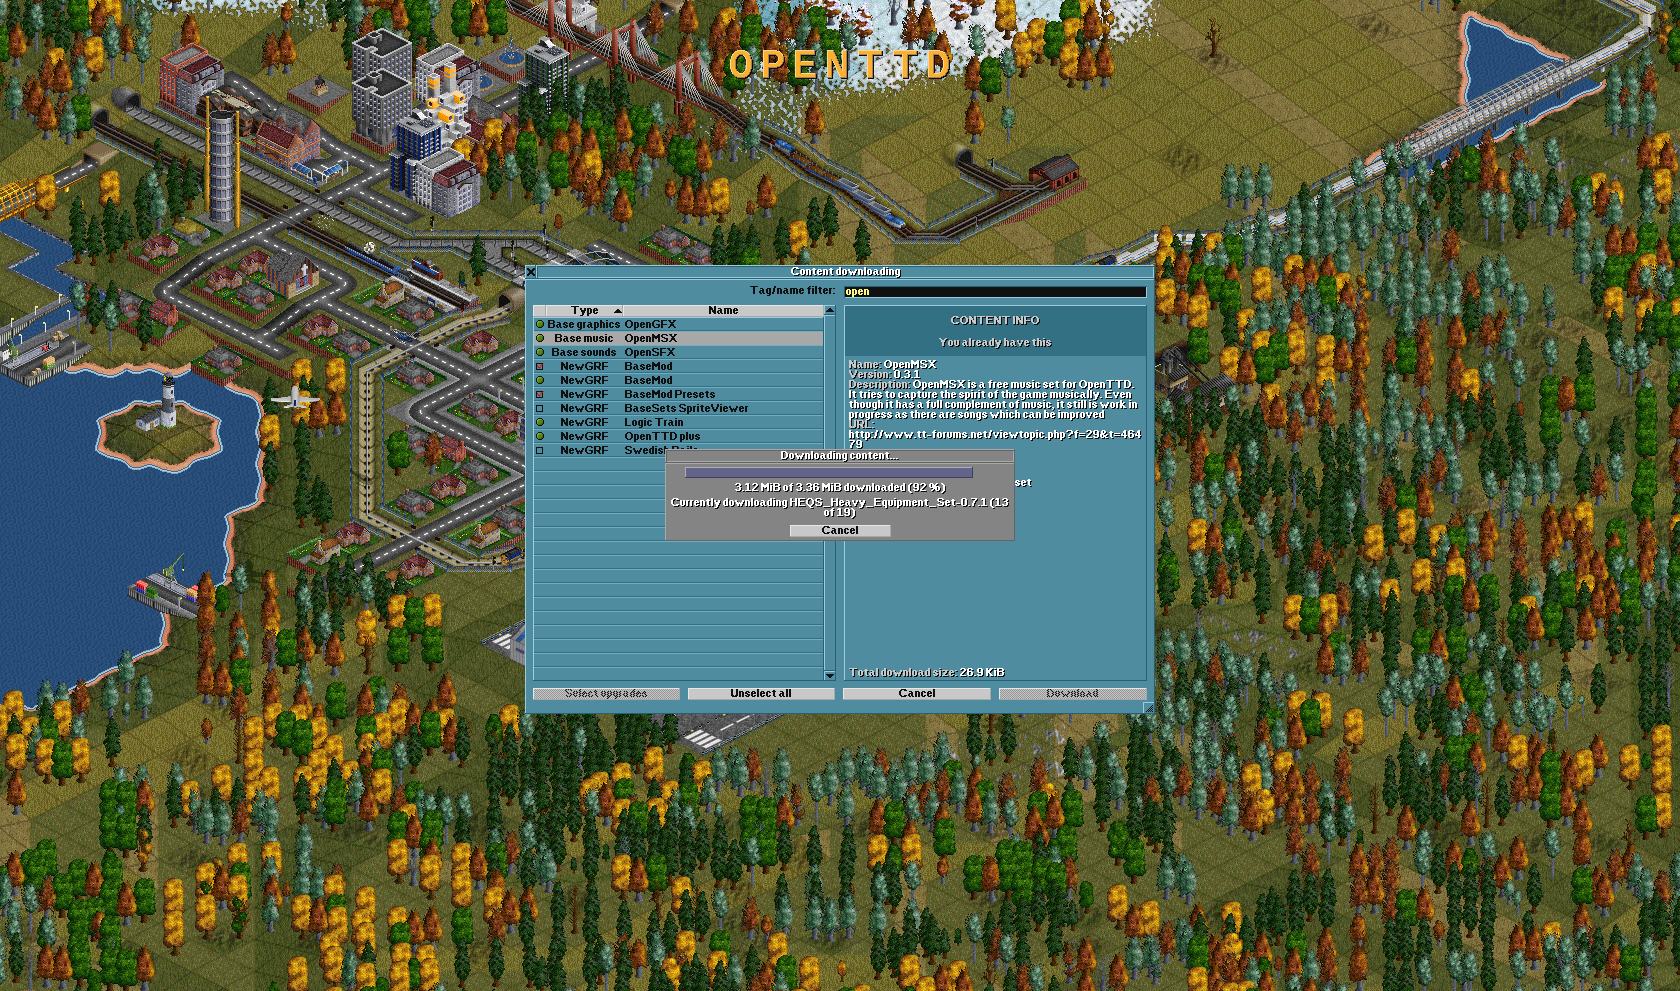 OPENTTD
Content downloading
Tag/name filter: open
Type Name
Base graphics OpenGFX
Base music OpenMSX
Base sounds OpenSFX
NewGRF BaseMod
NewGRF BaseMod
NewGRF BaseMod Presets
NewGRF BaseSets SpriteViewer
NewGRF Logic Train
NewGRF OpenTTD plus
NewGRF Swedish
CONTENT INFO
You already have this
Name: OpenMSX
Version: 0.3.1
Description: OpenMSX is a free music set for OpenTTD.
It tries to capture the spirit of the game musically. Even
though it has a full complement of music, it still is work in
progress as there are songs which can be improved
URL:
http://www.tt-forums.net/viewtopic.php?f=29&t=464
79
set
Downloading content...
3.12 MiB of 3.36 MiB downloaded (92 %)
Currently downloading HEQS_Heavy_Equipment_Set-0.7.1 (13
of 19)
Cancel
Total download size: 26.9 KiB
Select upgrades Unselect all Cancel Download